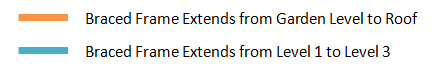 Braced Frame Extends from Garden Level to Roof
Braced Frame Extends from Level 1 to Level 3